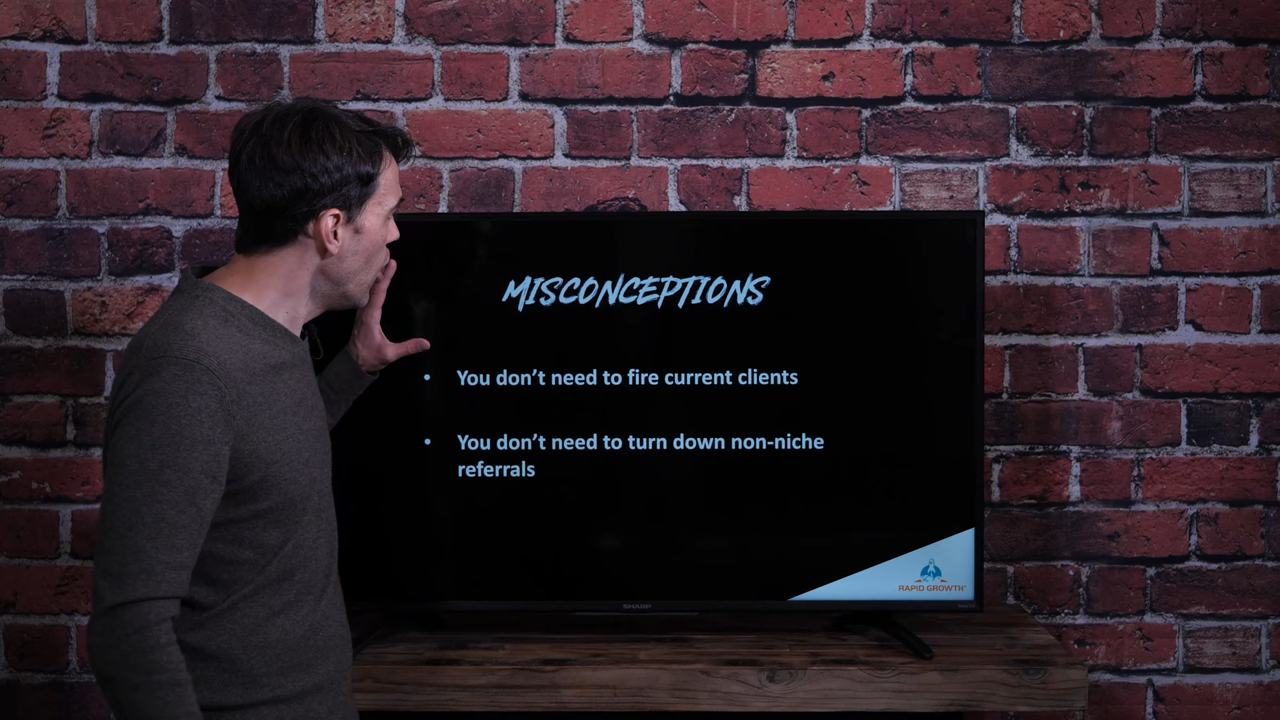 MISCONCEPTIONS
• You don’t need to fire current clients
• You don’t need to turn down non-niche
referrals
RAPID GROWTH
SHARP